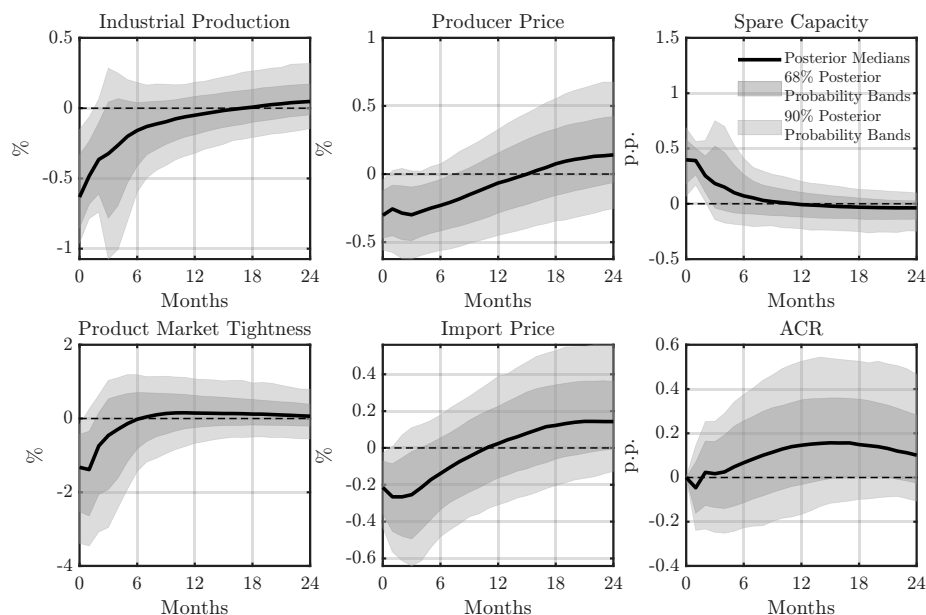 Industrial Production
Producer Price
Spare Capacity
0.5
0
-0.5
-1
%
0 6 12 18 24
Months
1
0.5
0
-0.5
%
0 6 12 18 24
Months
1.5
1
0.5
0
-0.5
p.p.
Posterior Medians
68% Posterior
Probability Bands
90% Posterior
Probability Bands
0 6 12 18 24
Months
Product Market Tightness
Import Price
ACR
2
0
-2
-4
%
0 6 12 18 24
Months
0.4
0.2
0
-0.2
-0.4
-0.6
%
0 6 12 18 24
Months
0.6
0.4
0.2
0
-0.2
-0.4
p.p.
0 6 12 18 24
Months